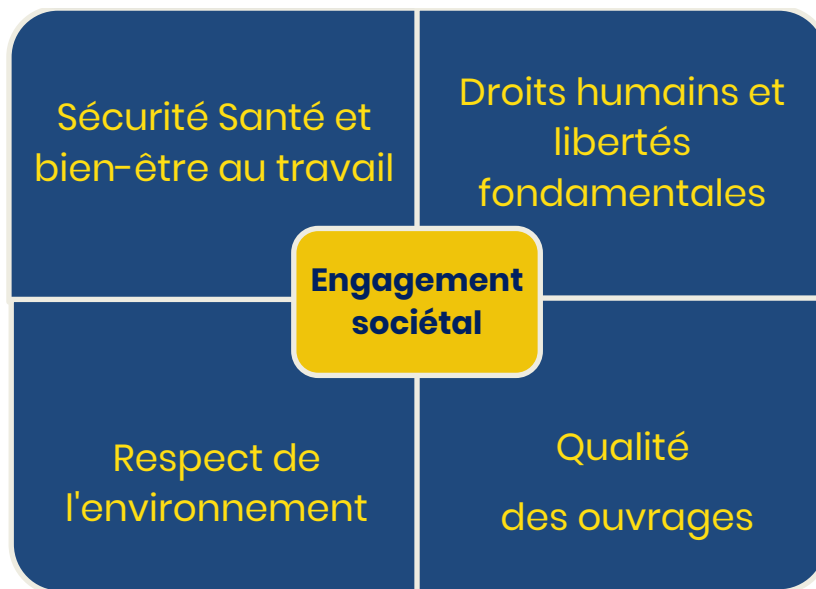 Sécurité Santé et
bien-être au travail
Droits humains et
libertés
fondamentales
Engagement
sociétal
Respect de
l'environnement
Qualité
des ouvrages